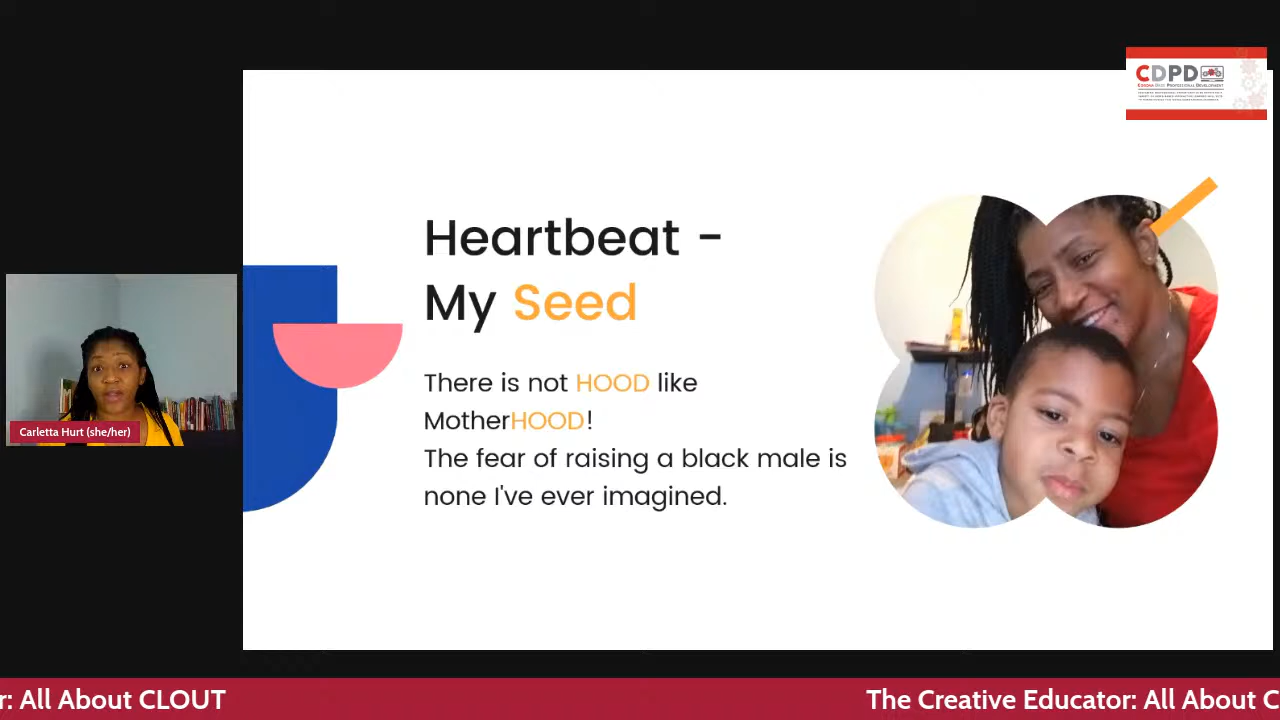 CDPD
Heartbeat -
My Seed
There is not HOOD like
MotherHOOD!
The fear of raising a black male is
none I've ever imagined.
Carletta Hurt (she/her)
r: All About CLOUT
The Creative Educator: All About C